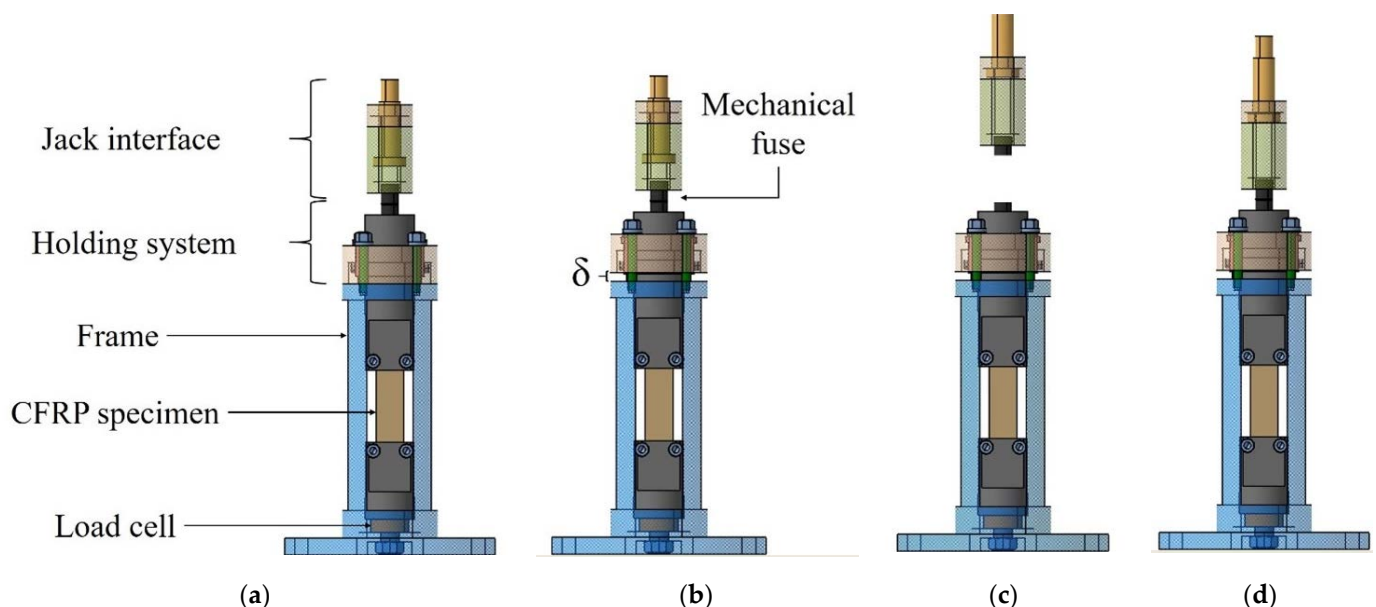 Jack interface
Holding system
Frame
CFRP specimen
Load cell
Mechanical
fuse
δ
(a)
(b)
(c)
(d)